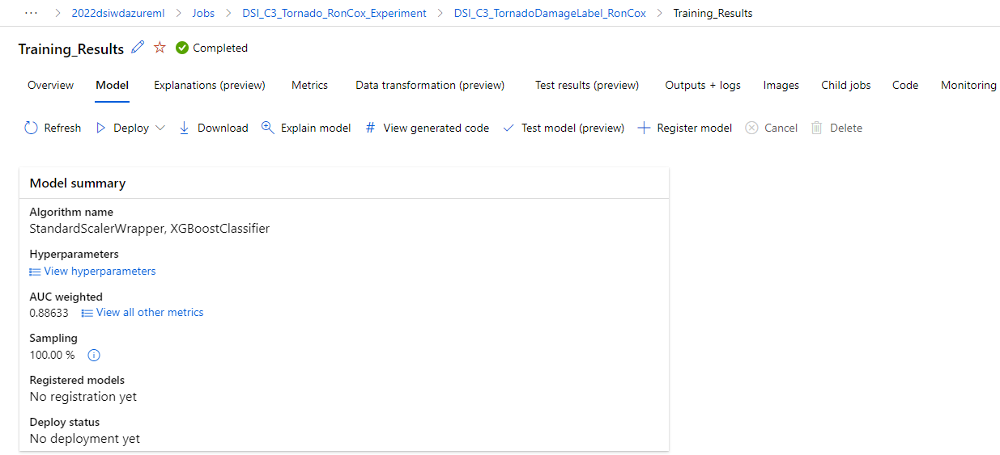 ··· > 2022dsiwdazureml > Jobs > DSI_C3_Tornado_RonCox_Experiment > DSI_C3_TornadoDamageLabel_RonCox > Training_Results
Training_Results Completed
Overview Model Explanations (preview) Metrics Data transformation (preview) Test results (preview) Outputs + logs Images Child jobs Code Monitoring
Refresh Deploy Download Explain model # View generated code Test model (preview) Register model Cancel Delete
Model summary
Algorithm name
StandardScalerWrapper, XGBoostClassifier
Hyperparameters
View hyperparameters
AUC weighted
0.88633 View all other metrics
Sampling
100.00 %
Registered models
No registration yet
Deploy status
No deployment yet